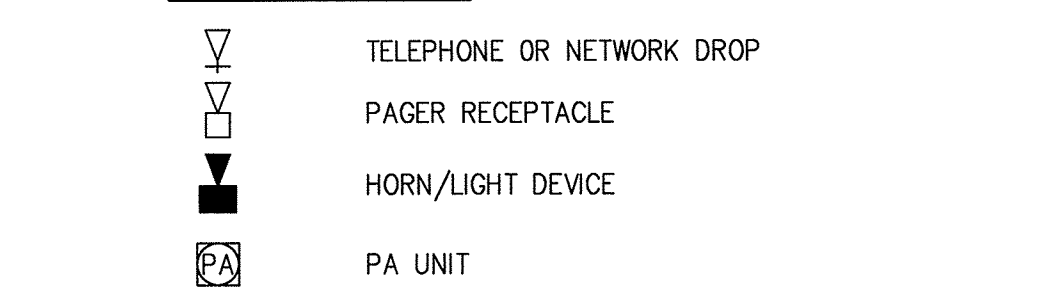 TELEPHONE OR NETWORK DROP
PAGER RECEPTACLE
HORN/LIGHT DEVICE
PA PA UNIT